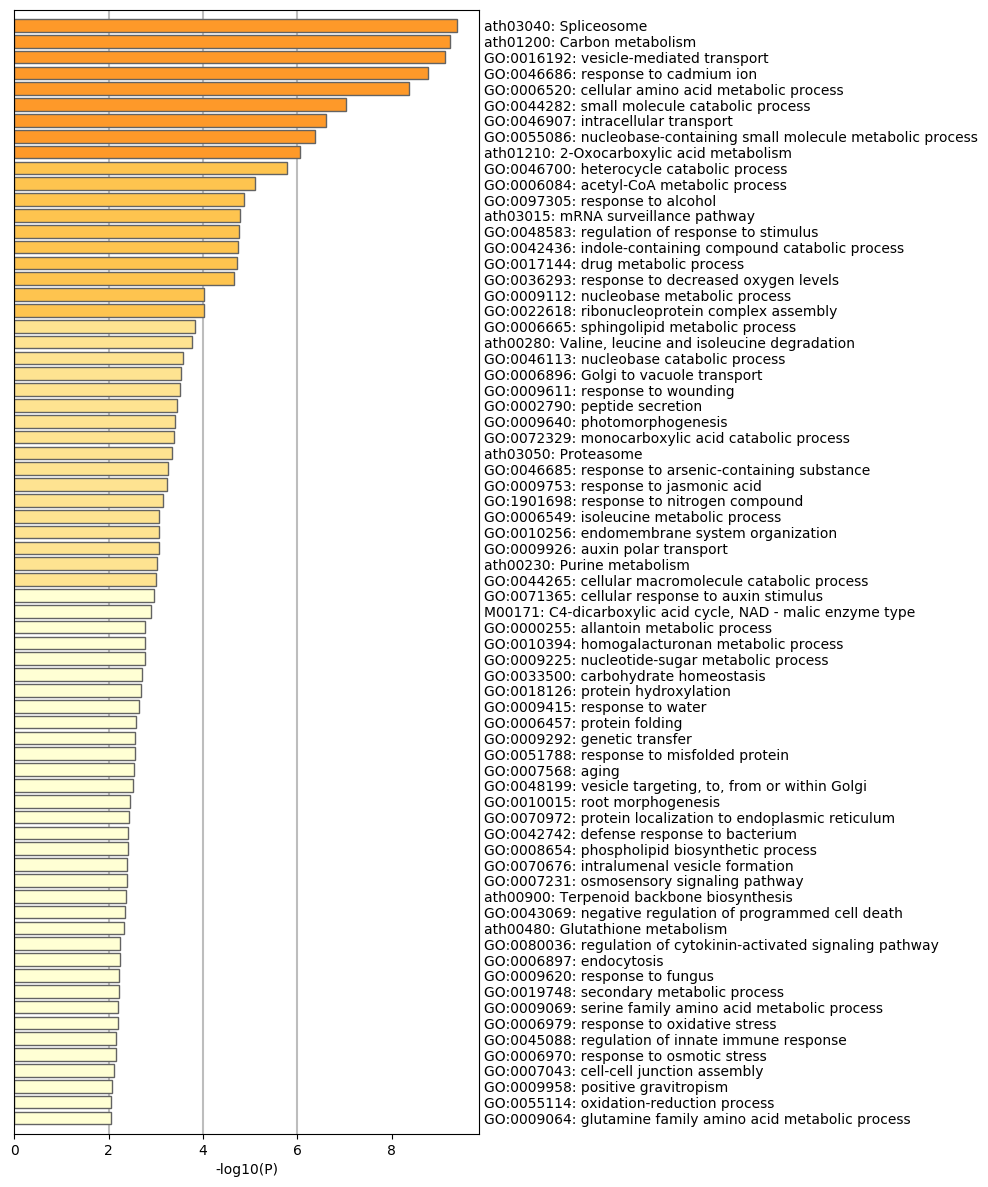 ath03040: Spliceosome
ath01200: Carbon metabolism
GO:0016192: vesicle-mediated transport
GO:0046686: response to cadmium ion
GO:0006520: cellular amino acid metabolic process
GO:0044282: small molecule catabolic process
GO:0046907: intracellular transport
GO:0055086: nucleobase-containing small molecule metabolic process
ath01210: 2-Oxocarboxylic acid metabolism
GO:0046700: heterocycle catabolic process
GO:0006084: acetyl-CoA metabolic process
GO:0097305: response to alcohol
ath03015: mRNA surveillance pathway
GO:0048583: regulation of response to stimulus
GO:0042436: indole-containing compound catabolic process
GO:0017144: drug metabolic process
GO:0036293: response to decreased oxygen levels
GO:0009112: nucleobase metabolic process
GO:0022618: ribonucleoprotein complex assembly
GO:0006665: sphingolipid metabolic process
ath00280: Valine, leucine and isoleucine degradation
GO:0046113: nucleobase catabolic process
GO:0006896: Golgi to vacuole transport
GO:0009611: response to wounding
GO:0002790: peptide secretion
GO:0009640: photomorphogenesis
GO:0072329: monocarboxylic acid catabolic process
ath03050: Proteasome
GO:0046685: response to arsenic-containing substance
GO:0009753: response to jasmonic acid
GO:1901698: response to nitrogen compound
GO:0006549: isoleucine metabolic process
GO:0010256: endomembrane system organization
GO:0009926: auxin polar transport
ath00230: Purine metabolism
GO:0044265: cellular macromolecule catabolic process
GO:0071365: cellular response to auxin stimulus
M00171: C4-dicarboxylic acid cycle, NAD - malic enzyme type
GO:0000255: allantoin metabolic process
GO:0010394: homogalacturonan metabolic process
GO:0009225: nucleotide-sugar metabolic process
GO:0033500: carbohydrate homeostasis
GO:0018126: protein hydroxylation
GO:0009415: response to water
GO:0006457: protein folding
GO:0009292: genetic transfer
GO:0051788: response to misfolded protein
GO:0007568: aging
GO:0048199: vesicle targeting, to, from or within Golgi
GO:0010015: root morphogenesis
GO:0070972: protein localization to endoplasmic reticulum
GO:0042742: defense response to bacterium
GO:0008654: phospholipid biosynthetic process
GO:0070676: intralumenal vesicle formation
GO:0007231: osmosensory signaling pathway
ath00900: Terpenoid backbone biosynthesis
GO:0043069: negative regulation of programmed cell death
ath00480: Glutathione metabolism
GO:0080036: regulation of cytokinin-activated signaling pathway
GO:0006897: endocytosis
GO:0009620: response to fungus
GO:0019748: secondary metabolic process
GO:0009069: serine family amino acid metabolic process
GO:0006979: response to oxidative stress
GO:0045088: regulation of innate immune response
GO:0006970: response to osmotic stress
GO:0007043: cell-cell junction assembly
GO:0009958: positive gravitropism
GO:0055114: oxidation-reduction process
GO:0009064: glutamine family amino acid metabolic process
0 2 4 6 8
-log10(P)